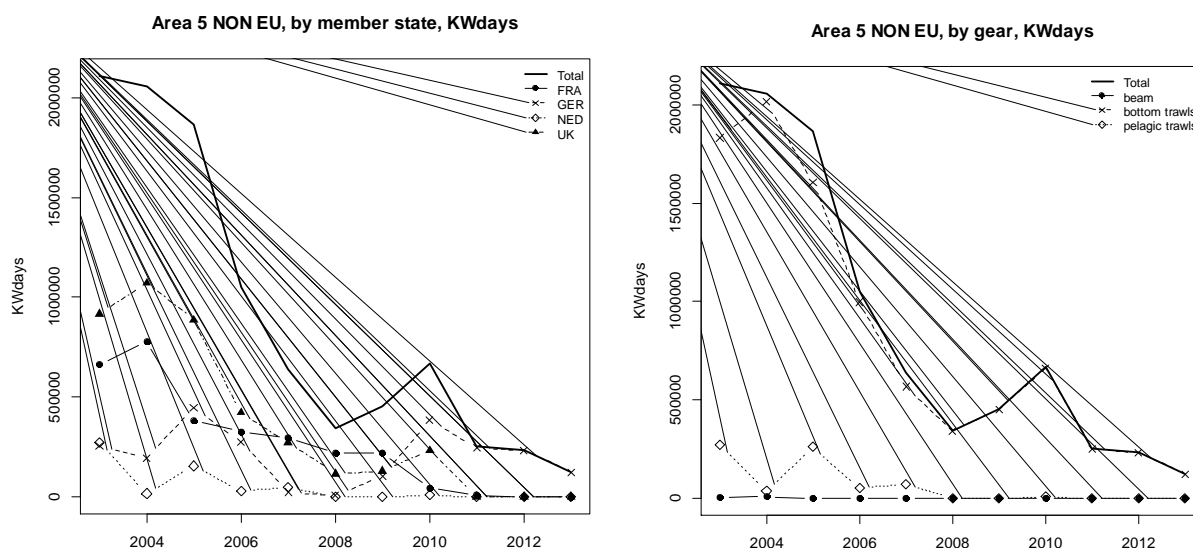 Area 5 NON EU, by member state, KWdays
KWdays
2000000
1500000
1000000
500000
0
2004 2006 2008 2010 2012
Total
FRA
GER
NED
UK
Area 5 NON EU, by gear, KWdays
KWdays
2000000
1500000
1000000
500000
0
2004 2006 2008 2010 2012
Total
beam
bottom trawls
pelagic trawls